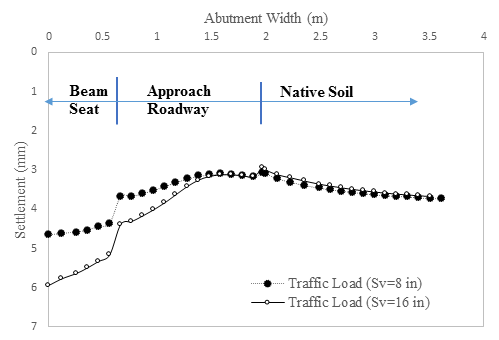 Abutment Width (m)
0 0.5 1 1.5 2 2.5 3 3.5 4
0
1
2
3
4
5
6
7
Settlement (mm)
Beam
Seat
Approach
Roadway
Native Soil
Traffic Load (Sv=8 in)
Traffic Load (Sv=16 in)